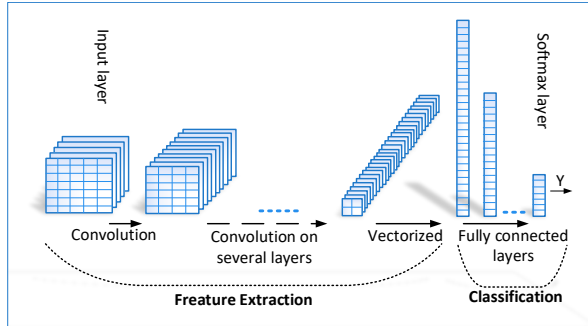 Input layer
Softmax layer
Y
Convolution
Convolution on
several layers
Vectorized
Fully connected
layers
Freature Extraction
Classification